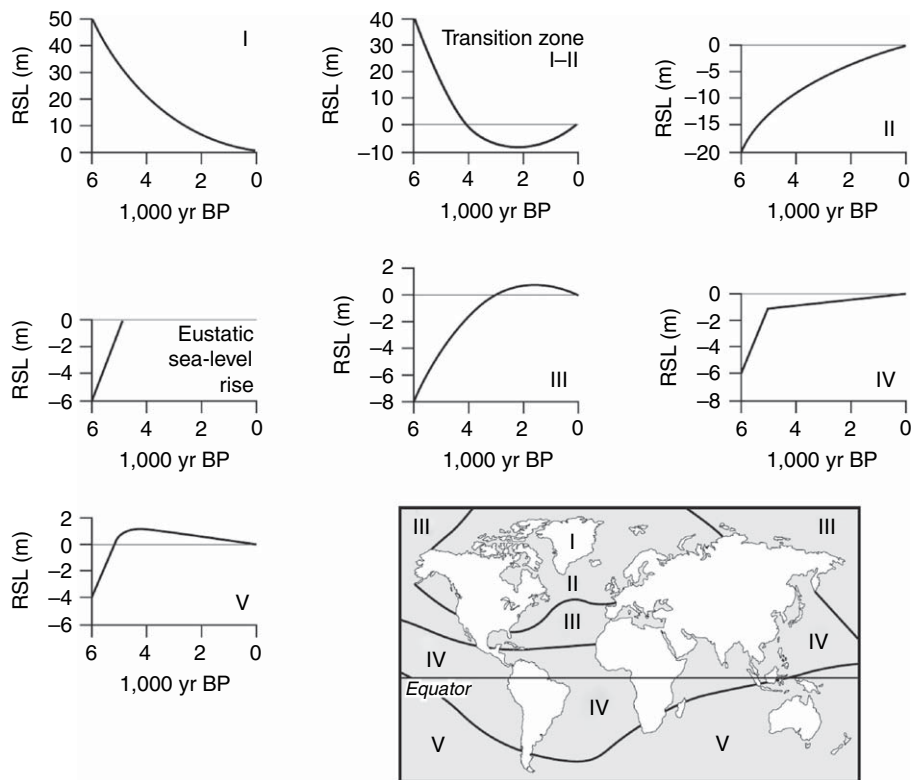 50
40
30
20
10
0
RSL (m)
I
6 4 2 0
1,000 yr BP
40
30
20
10
0
–10
RSL (m)
Transition zone
I–II
6 4 2 0
1,000 yr BP
0
–5
–10
–15
–20
RSL (m)
II
6 4 2 0
1,000 yr BP
0
–2
–4
–6
RSL (m)
Eustatic
sea-level
rise
6 4 2 0
1,000 yr BP
2
0
–2
–4
–6
–8
RSL (m)
III
6 4 2 0
1,000 yr BP
0
–2
–4
–6
–8
RSL (m)
IV
6 4 2 0
1,000 yr BP
2
0
–2
–4
–6
RSL (m)
V
6 4 2 0
1,000 yr BP
III
I
III
II
III
IV
IV
Equator
IV
V
V